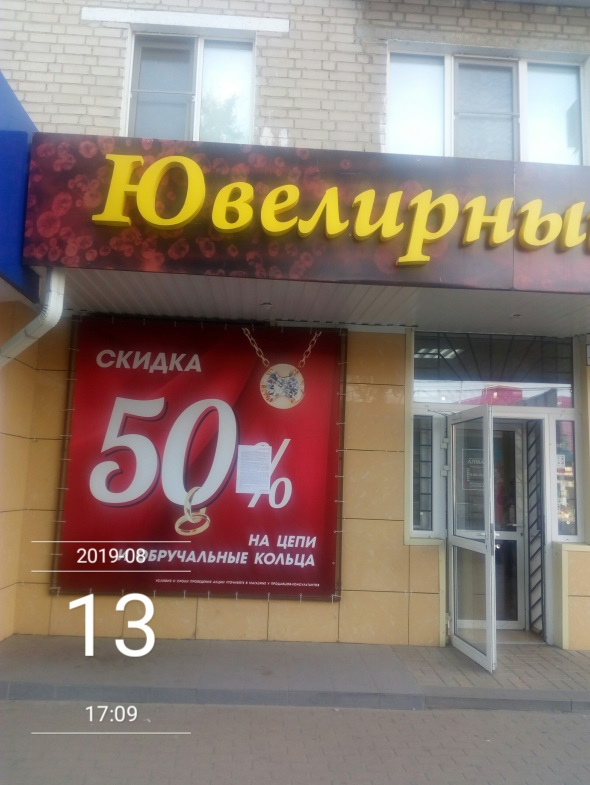 Ювелирны
СКИДКА
50%
НА ЦЕПИ
ОБРУЧАЛЬНЫЕ КОЛЬЦА
2019-08
13
17:09